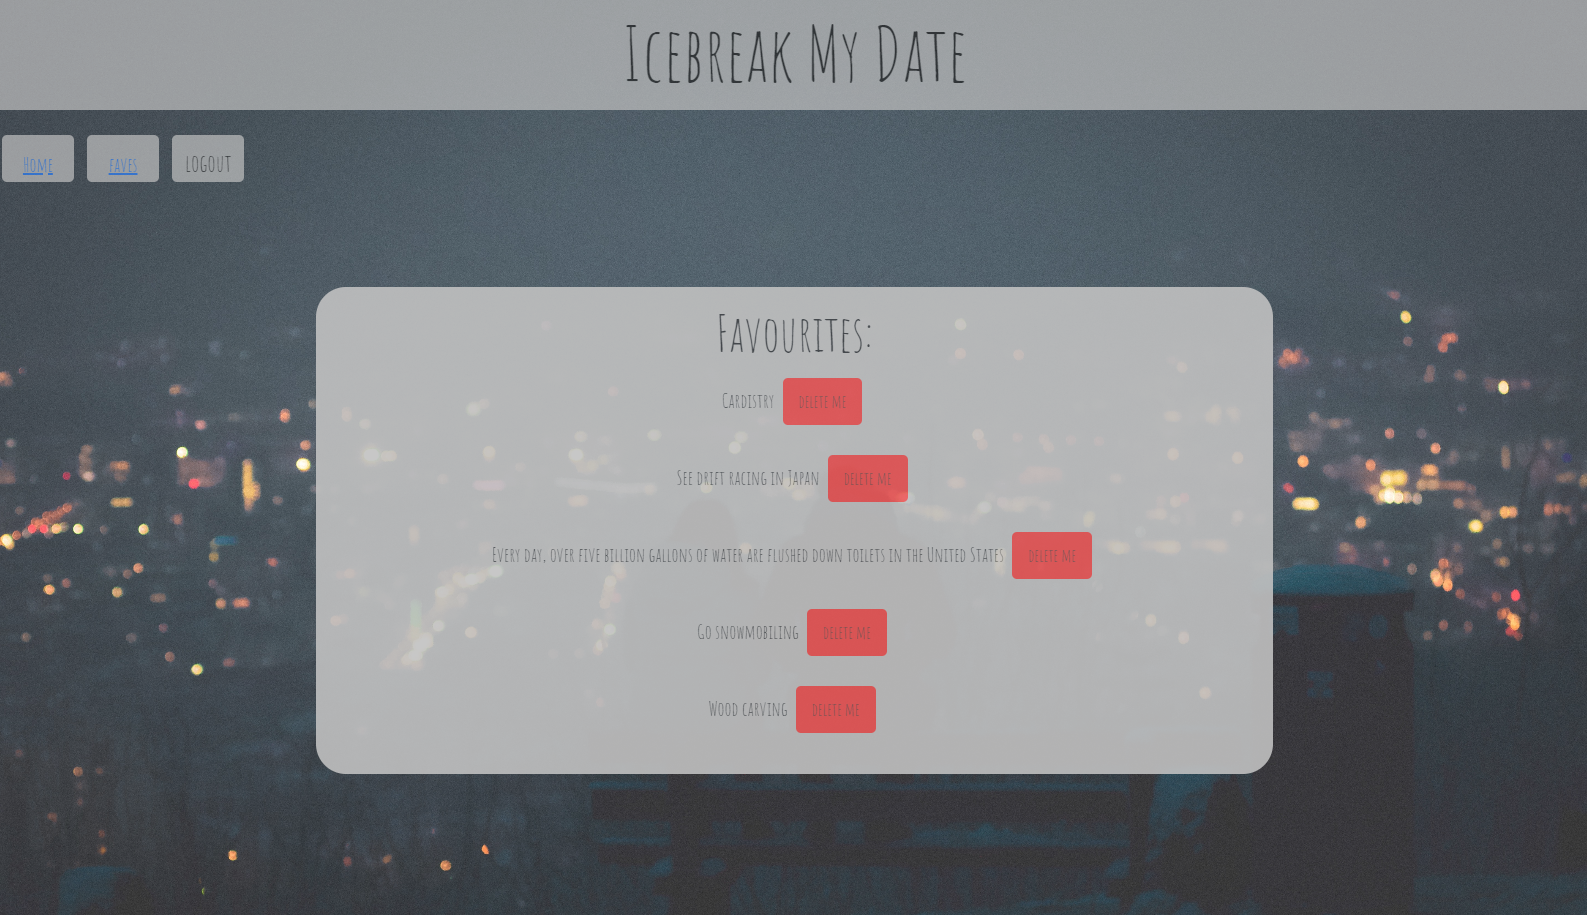 Icebreak My Date
Home faves LOGOUT
Favourites:
Cardistry DELETE ME
See drift racing in Japan DELETE ME
Every day, over five billion gallons of water are flushed down toilets in the United States DELETE ME
Go snowmobiling DELETE ME
Wood carving DELETE ME